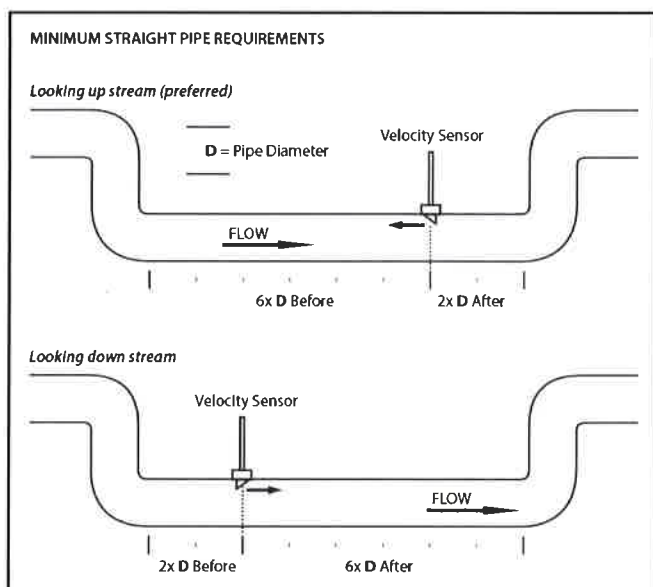 MINIMUM STRAIGHT PIPE REQUIREMENTS
Looking up stream (preferred)
D = Pipe Diameter
Velocity Sensor
FLOW
6x D Before
2x D After
Looking down stream
Velocity Sensor
FLOW
2x D Before
6x D After